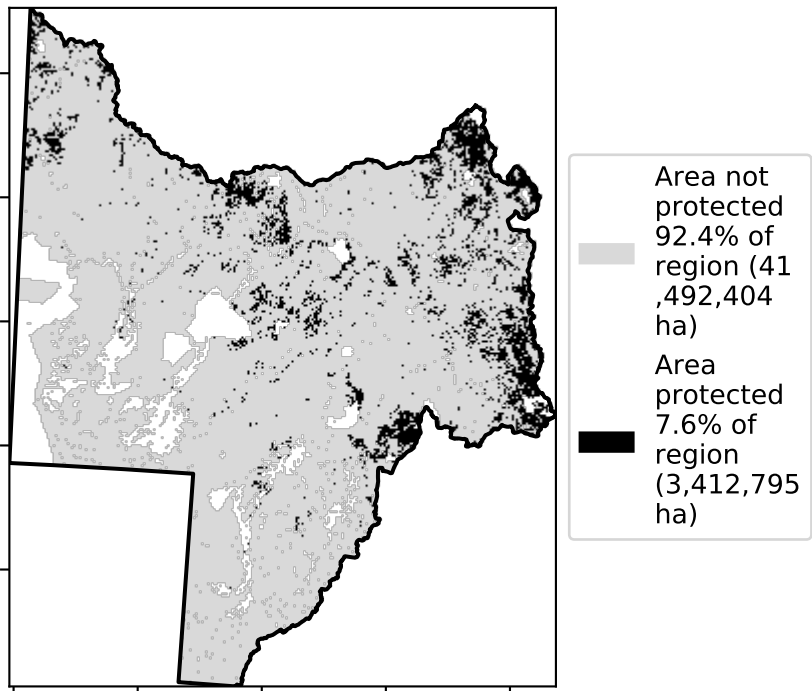 Area not
protected
92.4% of
region (41
,492,404
ha)
Area
protected
7.6% of
region
(3,412,795
ha)